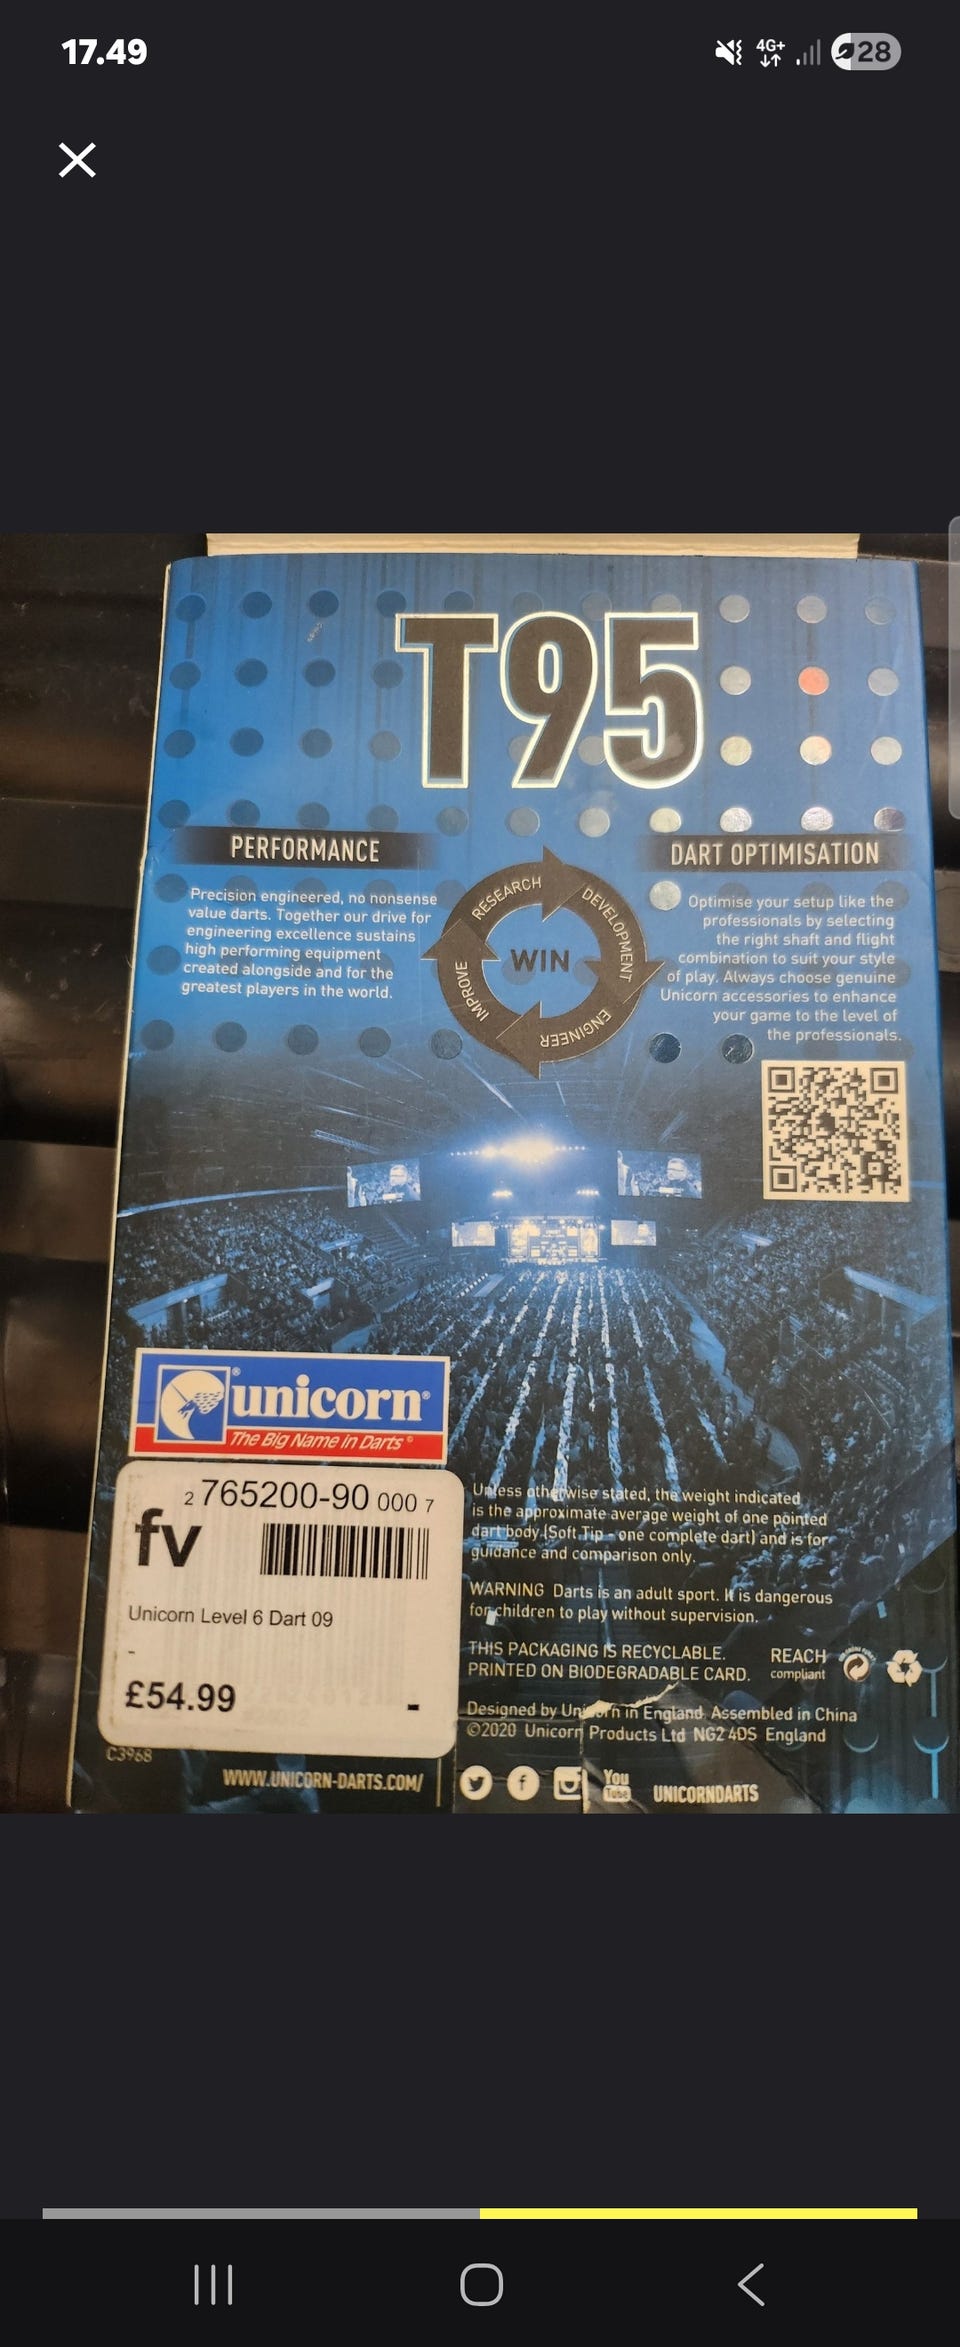 17.49
4G+
28
T95
PERFORMANCE
Precision engineered, no nonsense
value darts. Together our drive for
engineering excellence sustains
high performing equipment
created alongside and for the
greatest players in the world.
RESEARCH
DEVELOPMENT
ENGINEER
IMPROVE
WIN
DART OPTIMISATION
Optimise your setup like the
professionals by selecting
the right shaft and flight
combination to suit your style
of play. Always choose genuine
Unicorn accessories to enhance
your game to the level of
the professionals.
unicorn®
The Big Name in Darts®
2 765200-90 000 7
fv
Unicorn Level 6 Dart 09
-
£54.99 -
C3968
WWW.UNICORN-DARTS.COM/
Unless otherwise stated, the weight indicated
is the approximate average weight of one pointed
dart body (Soft Tip - one complete dart) and is for
guidance and comparison only.
WARNING Darts is an adult sport. It is dangerous
for children to play without supervision.
THIS PACKAGING IS RECYCLABLE.
PRINTED ON BIODEGRADABLE CARD.
REACH
compliant
Designed by Unicorn in England Assembled in China
©2020 Unicorn Products Ltd NG2 4DS England
You
Tube
UNICORNDARTS